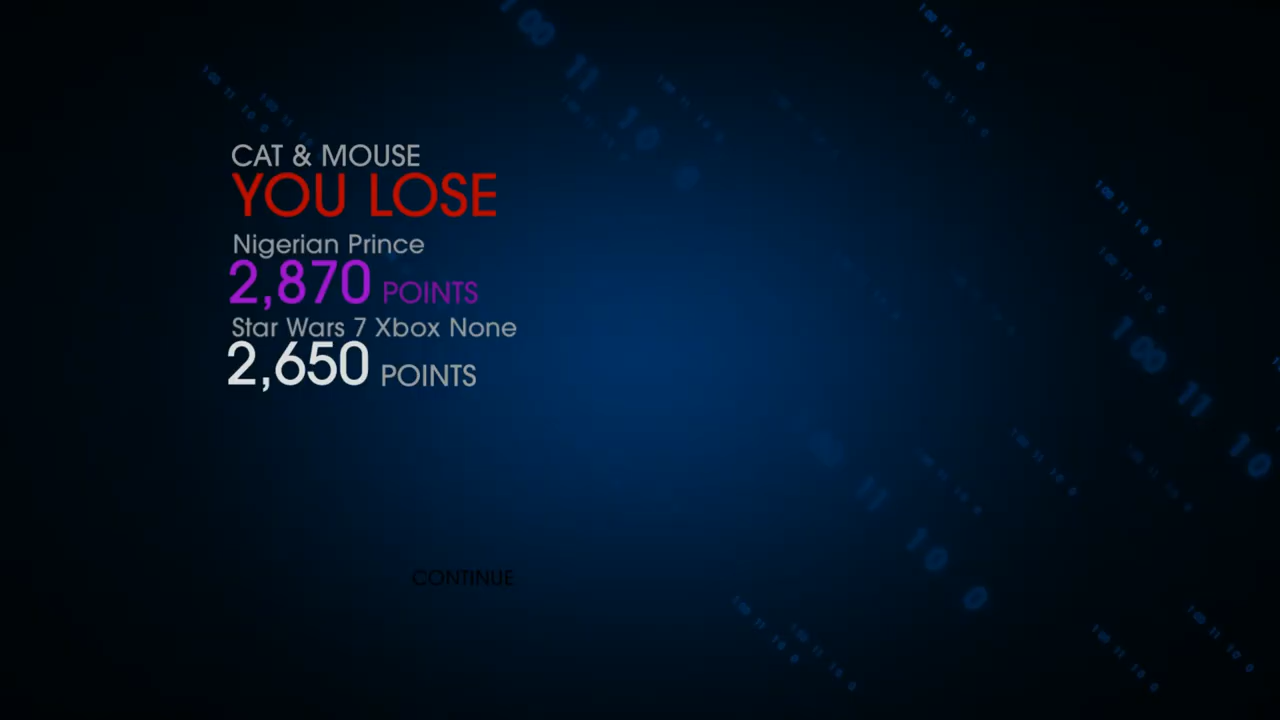 CAT & MOUSE
YOU LOSE
Nigerian Prince
2,870 POINTS
Star Wars 7 Xbox None
2,650 POINTS
CONTINUE